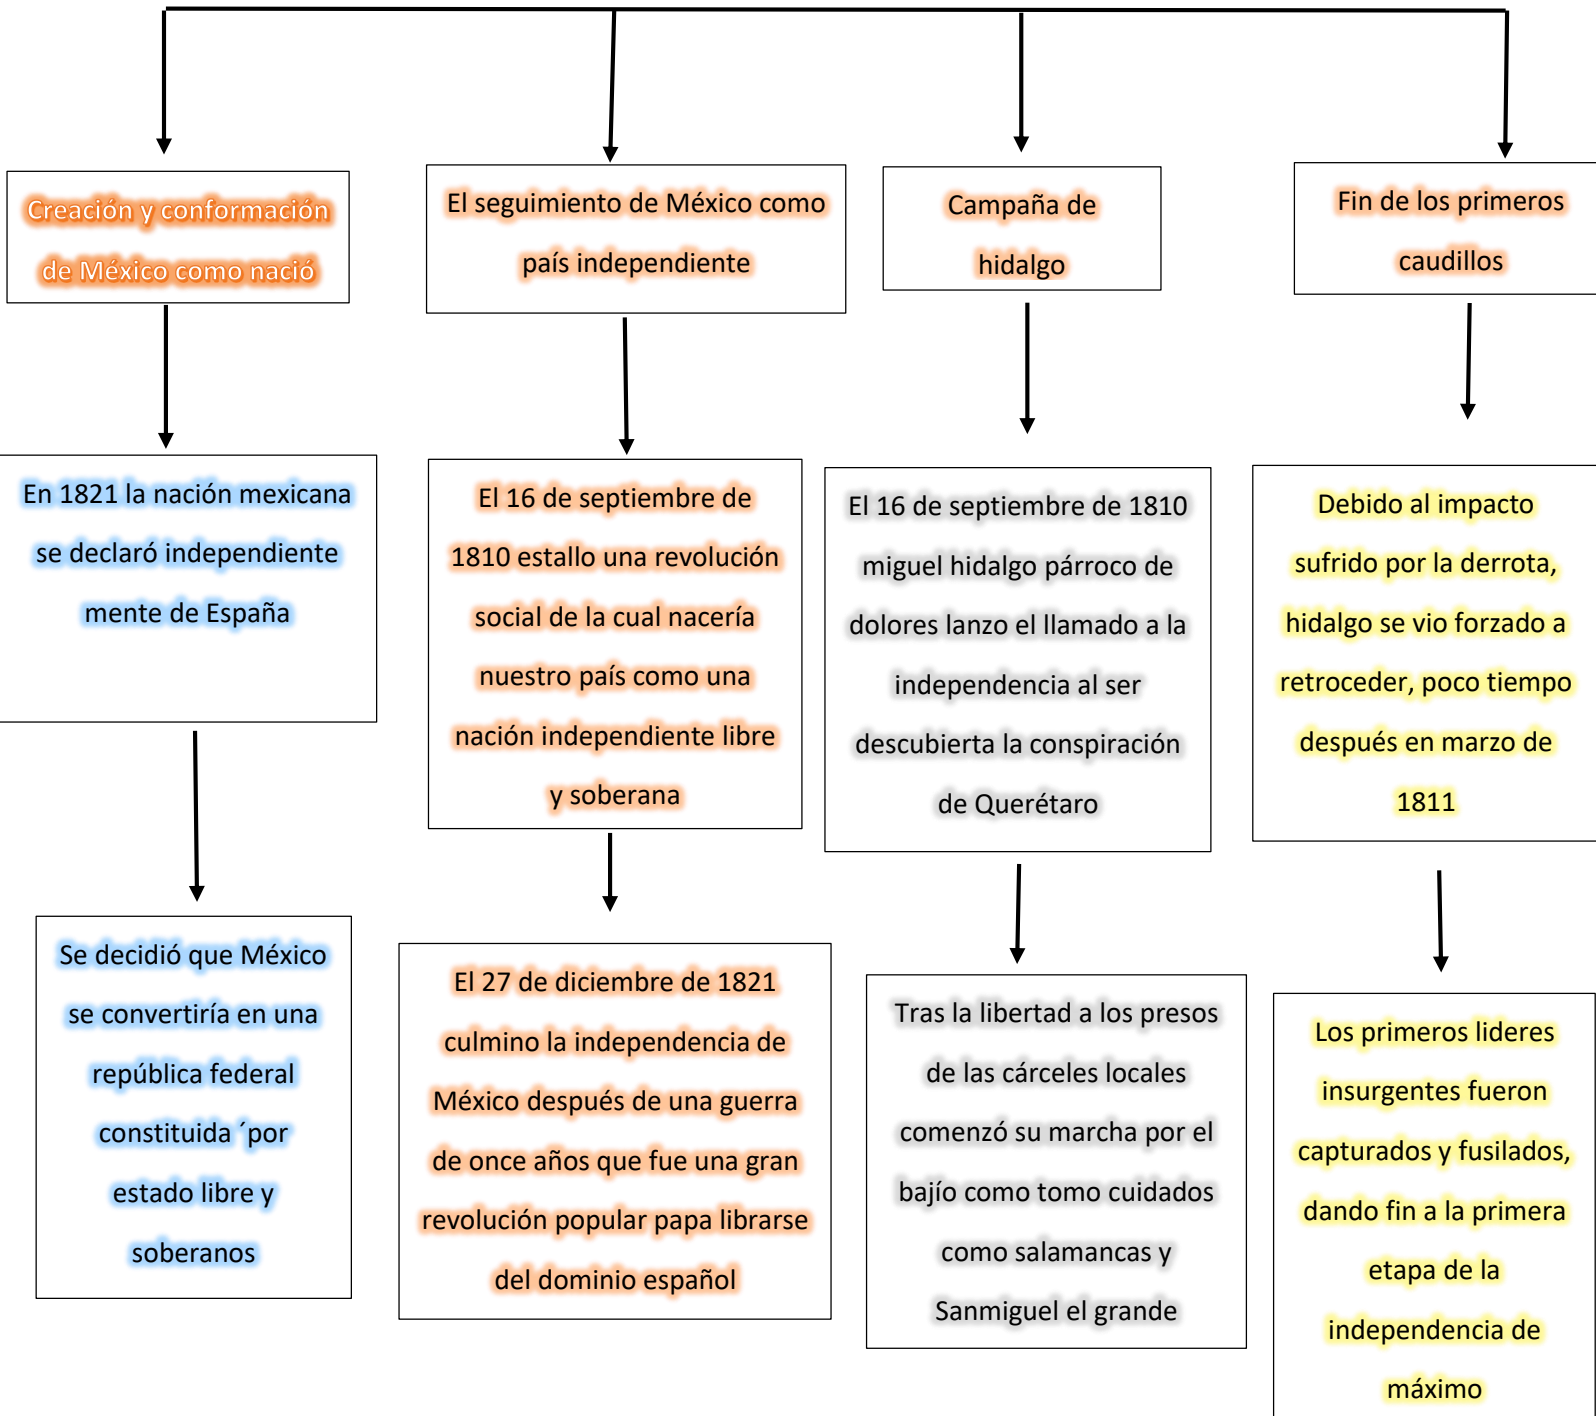 Creación y conformación
de México como nació
El seguimiento de México como
país independiente
Campaña de
hidalgo
Fin de los primeros
caudillos
En 1821 la nación mexicana
se declaró independiente
mente de España
El 16 de septiembre de
1810 estallo una revolución
social de la cual nacería
nuestro país como una
nación independiente libre
y soberana
El 16 de septiembre de 1810
miguel hidalgo párroco de
dolores lanzo el llamado a la
independencia al ser
descubierta la conspiración
de Querétaro
Debido al impacto
sufrido por la derrota,
hidalgo se vio forzado a
retroceder, poco tiempo
después en marzo de
1811
Se decidió que México
se convertiría en una
república federal
constituida ´por
estado libre y
soberanos
El 27 de diciembre de 1821
culmino la independencia de
México después de una guerra
de once años que fue una gran
revolución popular papa librarse
del dominio español
Tras la libertad a los presos
de las cárceles locales
comenzó su marcha por el
bajío como tomo cuidados
como salamancas y
Sanmiguel el grande
Los primeros lideres
insurgentes fueron
capturados y fusilados,
dando fin a la primera
etapa de la
independencia de
máximo